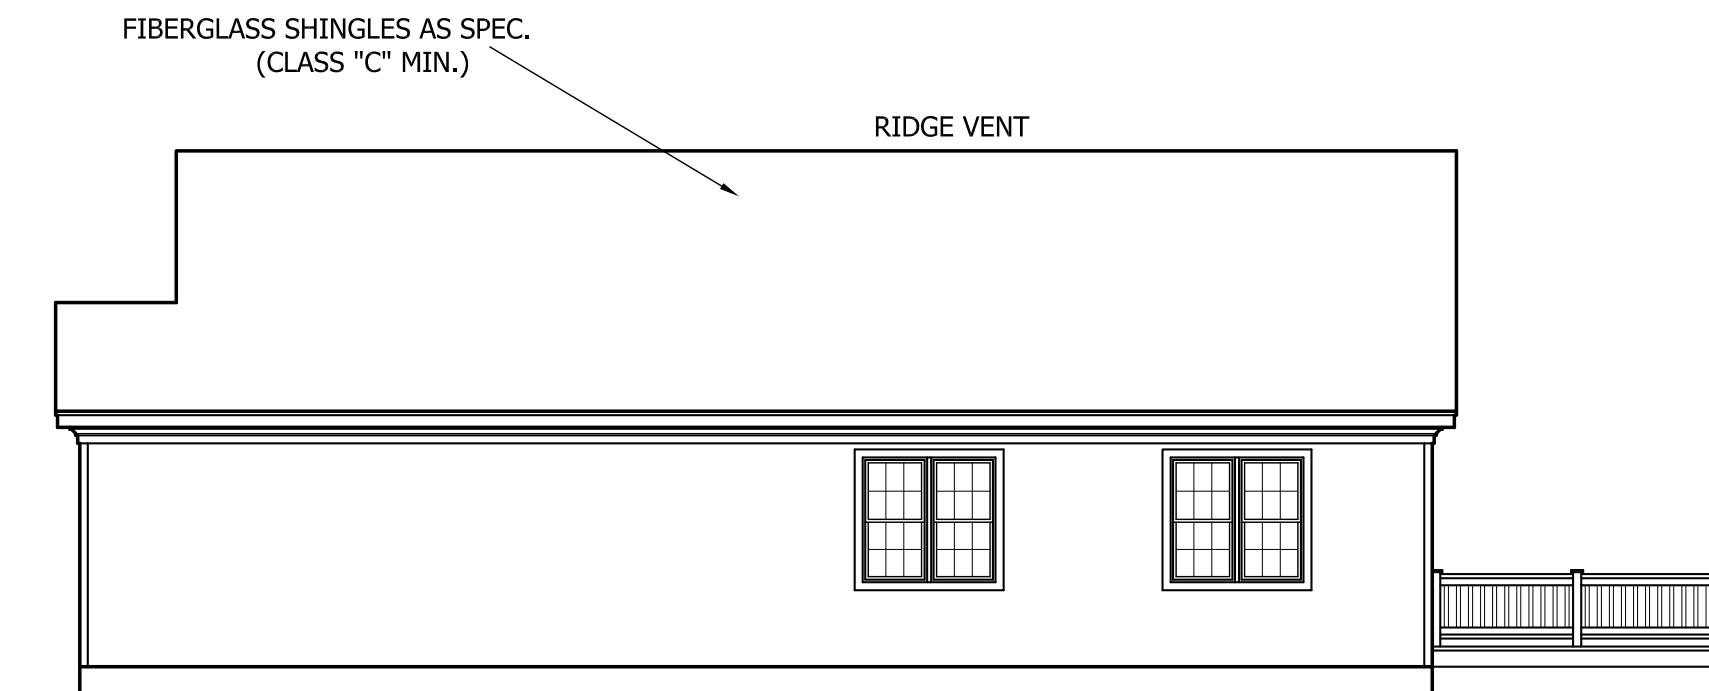 FIBERGLASS SHINGLES AS SPEC.
(CLASS "C" MIN.)
RIDGE VENT